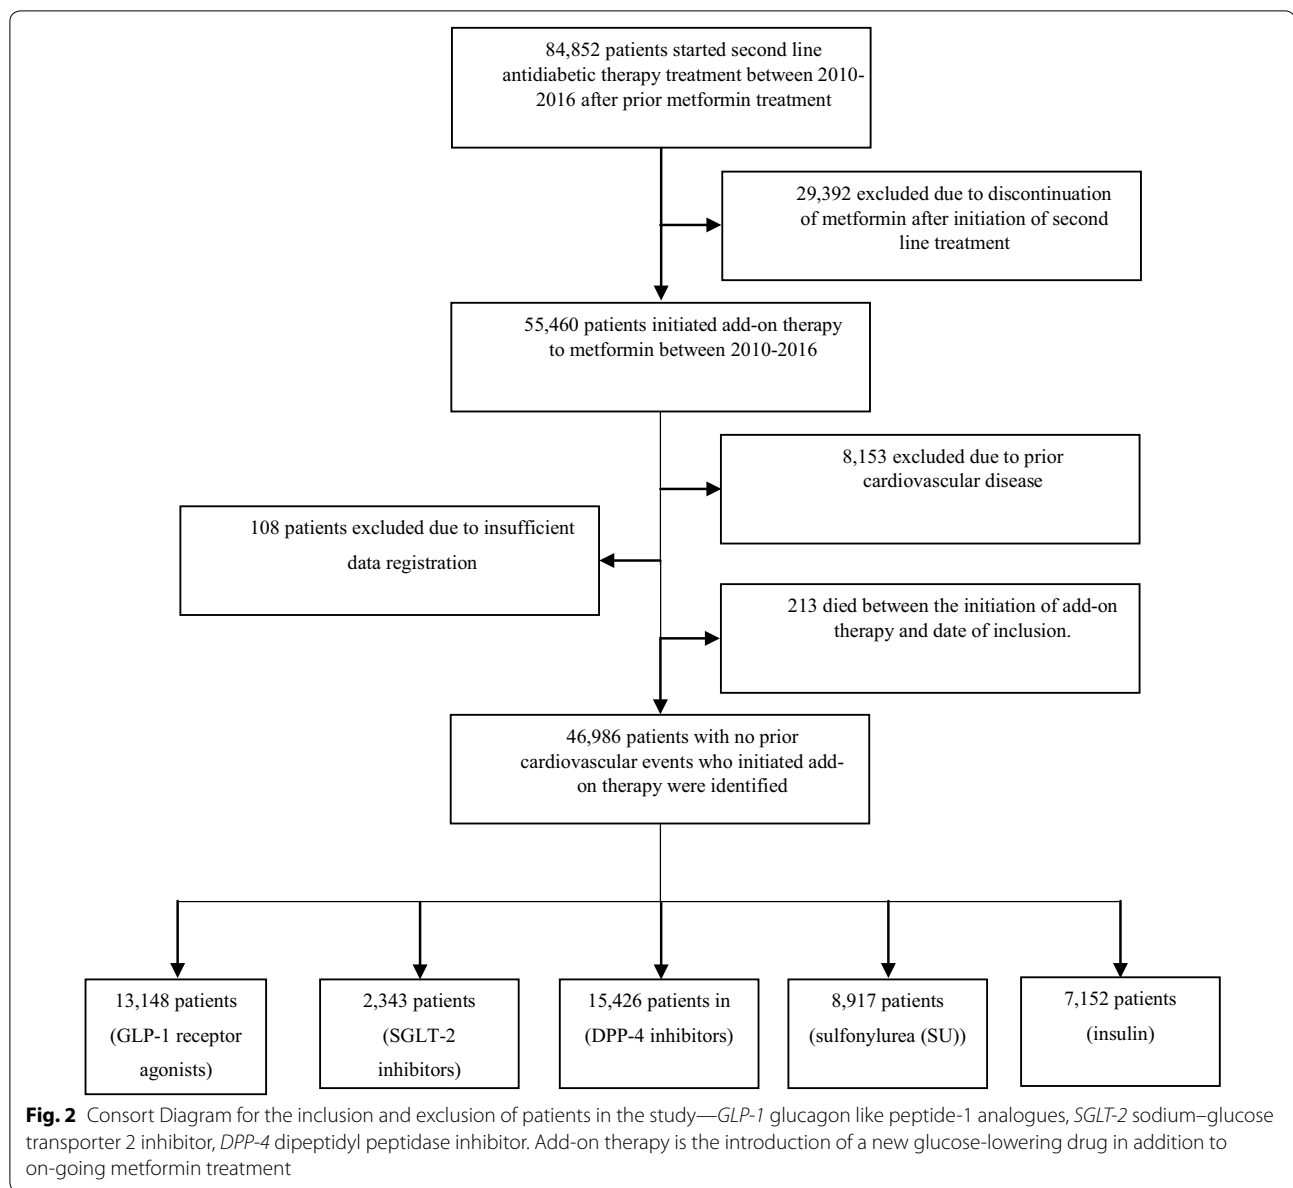 84,852 patients started second line
antidiabetic therapy treatment between 2010-
2016 after prior metformin treatment
29,392 excluded due to discontinuation
of metformin after initiation of second
line treatment
55,460 patients initiated add-on therapy
to metformin between 2010-2016
8,153 excluded due to prior
cardiovascular disease
108 patients excluded due to insufficient
data registration
213 died between the initiation of add-on
therapy and date of inclusion.
46,986 patients with no prior
cardiovascular events who initiated add-
on therapy were identified
13,148 patients
(GLP-1 receptor
agonists)
2,343 patients
(SGLT-2
inhibitors)
15,426 patients in
(DPP-4 inhibitors)
8,917 patients
(sulfonylurea (SU))
7,152 patients
(insulin)
Fig. 2 Consort Diagram for the inclusion and exclusion of patients in the study—GLP-1 glucagon like peptide-1 analogues, SGLT-2 sodium–glucose
transporter 2 inhibitor, DPP-4 dipeptidyl peptidase inhibitor. Add-on therapy is the introduction of a new glucose-lowering drug in addition to
on-going metformin treatment